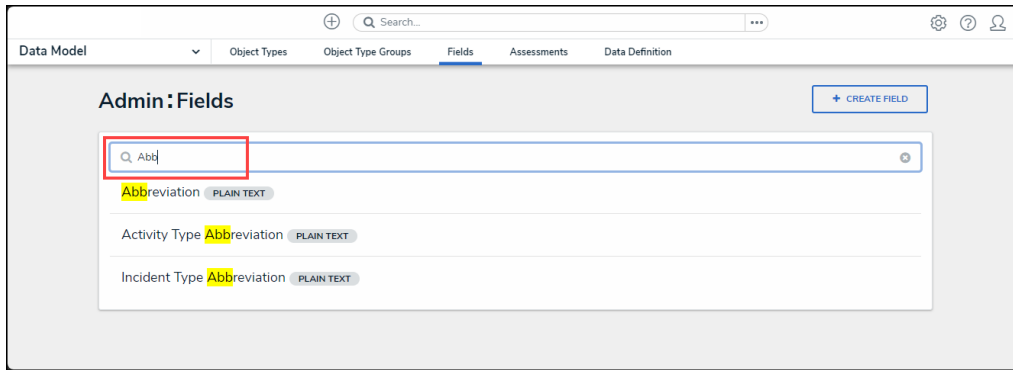 Search...
Data Model Object Types Object Type Groups Fields Assessments Data Definition
Admin:Fields
+ CREATE FIELD
Abb
Abbreviation PLAIN TEXT
Activity Type Abbreviation PLAIN TEXT
Incident Type Abbreviation PLAIN TEXT